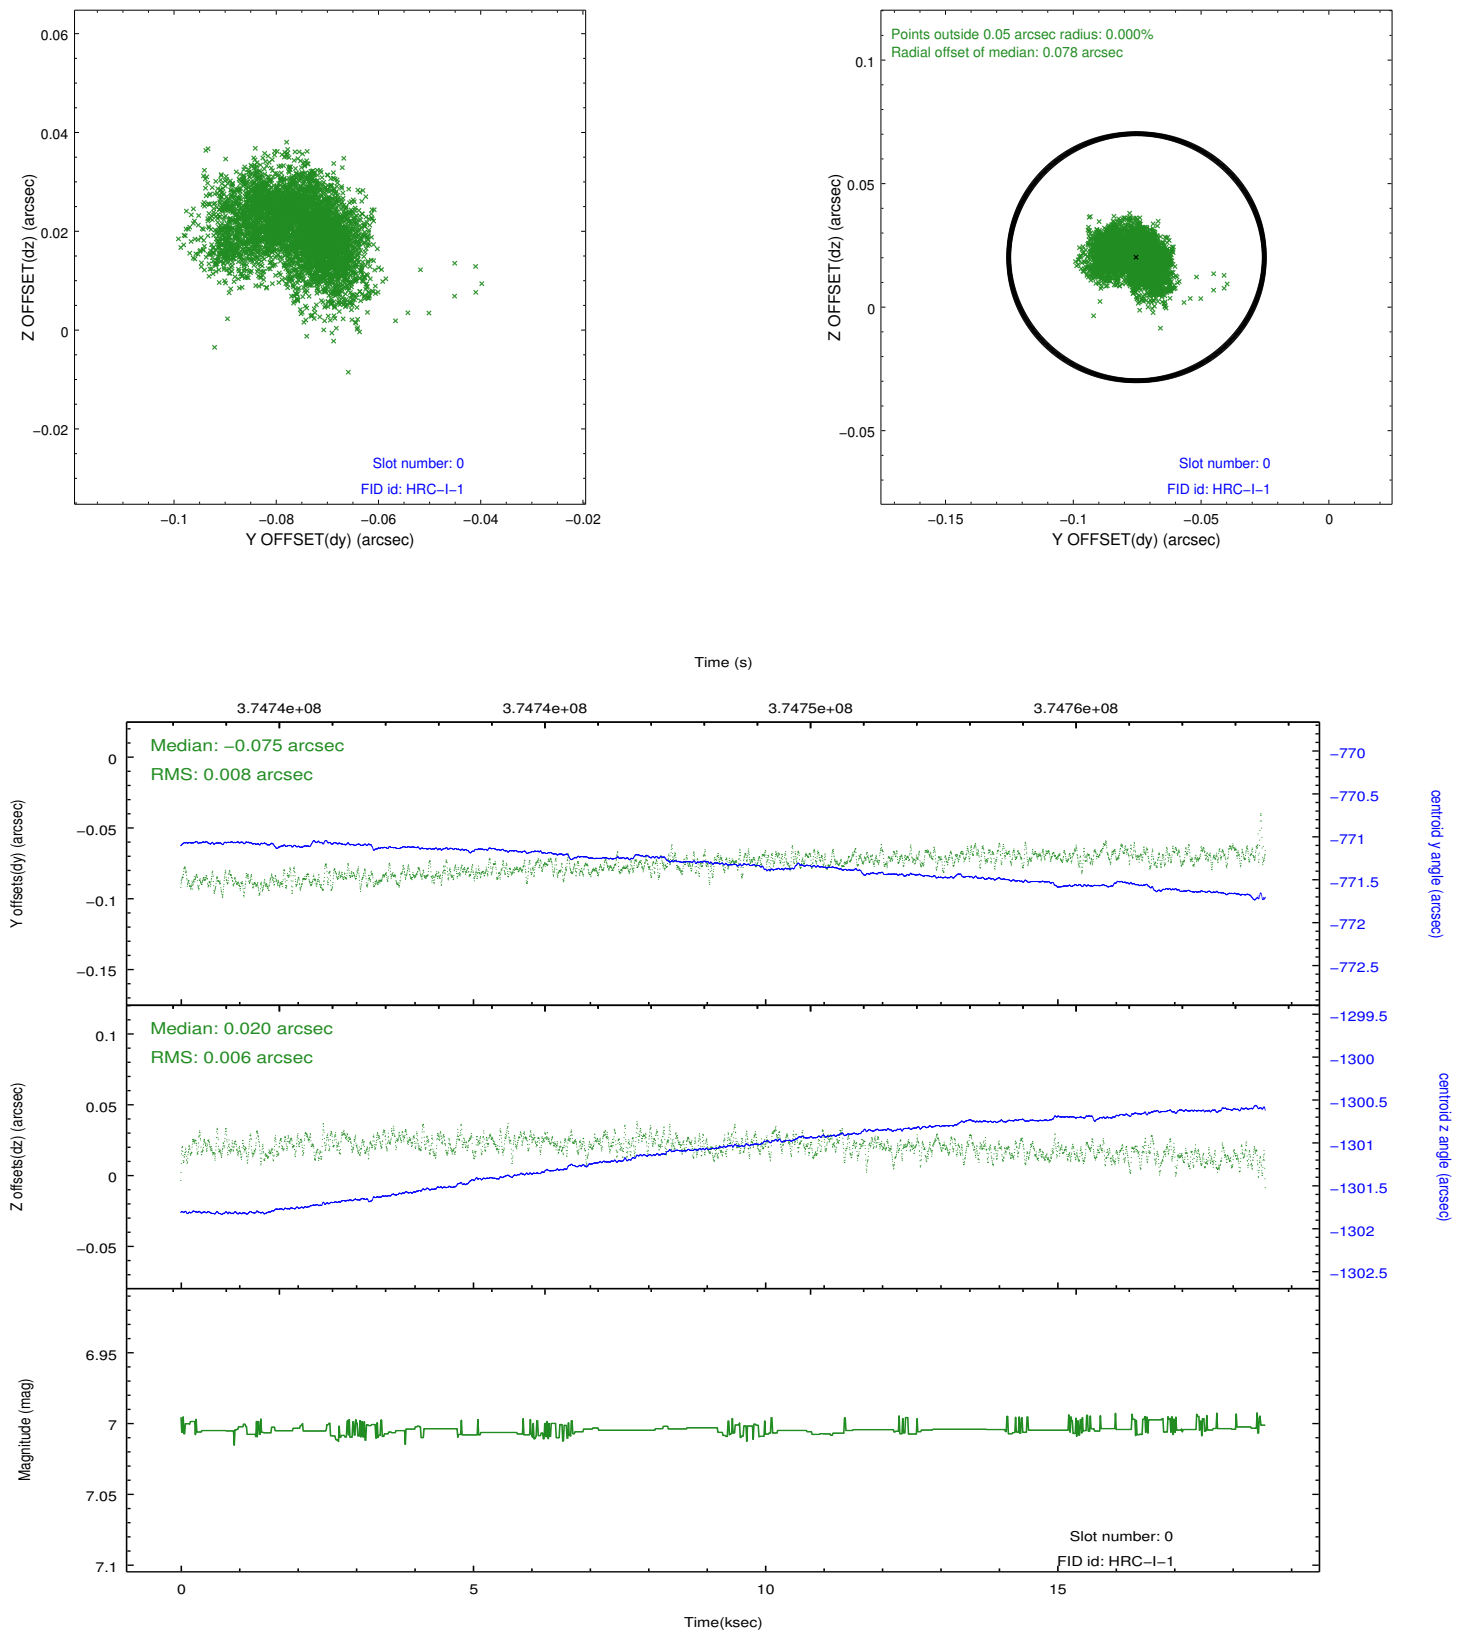 0.06
0.04
0.02
0
−0.02
Z OFFSET(dz) (arcsec)
Slot number: 0
FID id: HRC−I−1
−0.1
−0.08
−0.06
−0.04
−0.02
Y OFFSET(dy) (arcsec)
Points outside 0.05 arcsec radius: 0.000%
Radial offset of median: 0.078 arcsec
0.1
0.05
0
−0.05
Z OFFSET(dz) (arcsec)
Slot number: 0
FID id: HRC−I−1
−0.15
−0.1
−0.05
0
Y OFFSET(dy) (arcsec)
Time (s)
3.7474e+08
3.7474e+08
3.7475e+08
3.7476e+08
Median: −0.075 arcsec
RMS: 0.008 arcsec
0
−0.05
−0.1
−0.15
Y offsets(dy) (arcsec)
−770
−770.5
−771
−771.5
−772
−772.5
centroid y angle (arcsec)
Median: 0.020 arcsec
RMS: 0.006 arcsec
0.1
0.05
0
−0.05
Z offsets(dz) (arcsec)
−1299.5
−1300
−1300.5
−1301
−1301.5
−1302
−1302.5
centroid z angle (arcsec)
6.95
7
7.05
7.1
Magnitude (mag)
Slot number: 0
FID id: HRC−I−1
0
5
10
15
Time(ksec)